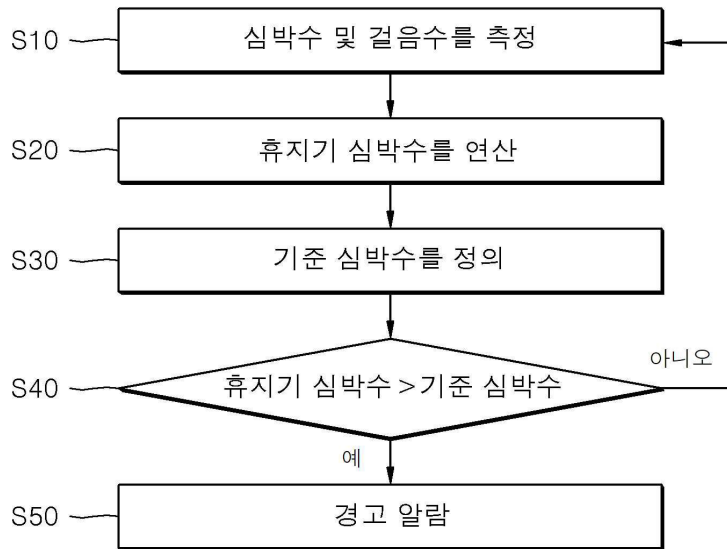 S10 심박수 및 걸음수를 측정
S20 휴지기 심박수를 연산
S30 기준 심박수를 정의
S40 휴지기 심박수>기준 심박수
아니오
예
S50 경고 알람